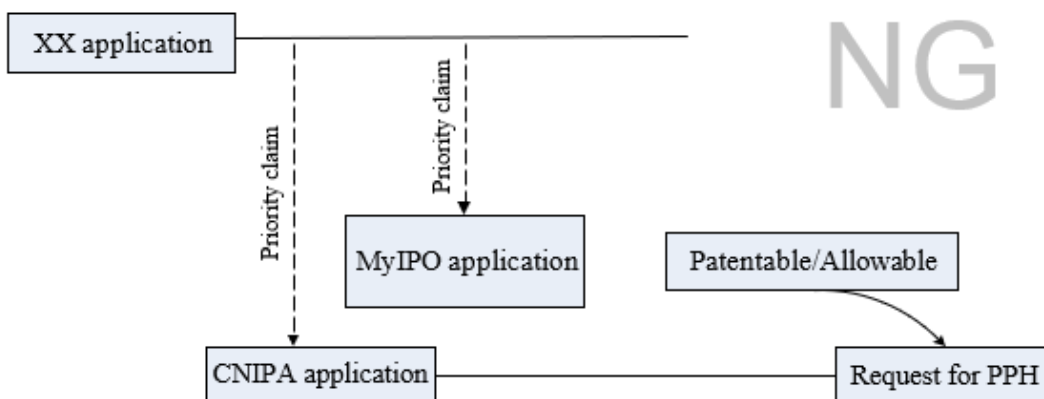 XX application
NG
Priority claim
Priority claim
MyIPO application
Patentable/Allowable
CNIPA application
Request for PPH